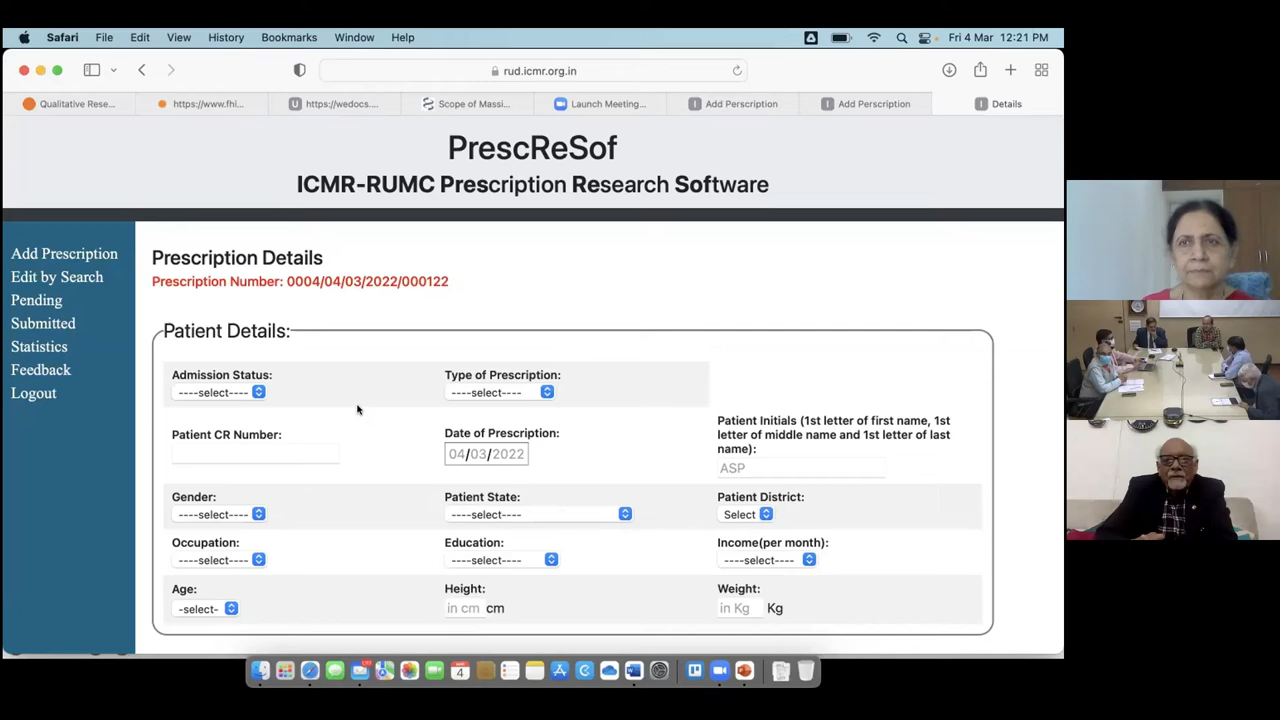 Safari File Edit View History Bookmarks Window Help Fri 4 Mar 12:21 PM
rud.icmr.org.in
Qualitative Rese... https://www.fhi... https://wedocs.... Scope of Massi... Launch Meeting... Add Perscription Add Perscription Details
PrescReSof
ICMR-RUMC Prescription Research Software
Add Prescription
Edit by Search
Pending
Submitted
Statistics
Feedback
Logout
Prescription Details
Prescription Number: 0004/04/03/2022/000122
Patient Details:
Admission Status: Type of Prescription:
----select---- ----select----
Patient CR Number: Date of Prescription: Patient Initials (1st letter of first name, 1st
letter of middle name and 1st letter of last
name):
04/03/2022 ASP
Gender: Patient State: Patient District:
----select---- ----select---- Select
Occupation: Education: Income(per month):
----select---- ----select---- ----select----
Age: Height: Weight:
-select- in cm cm in Kg Kg